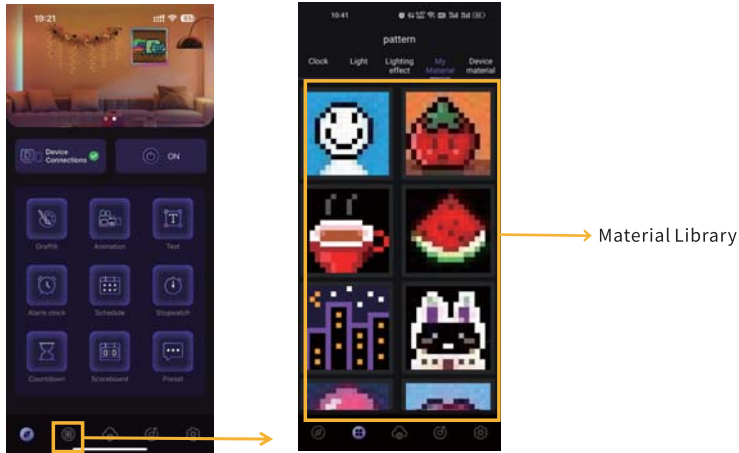 19:21
Device
Connections
ON
Graffiti
Animation
Text
Alarm clock
Schedule
Stopwatch
Countdown
Scoreboard
Preset
10:41
pattern
Clock
Light
Lighting
effect
My
Material
Device
material
Material Library